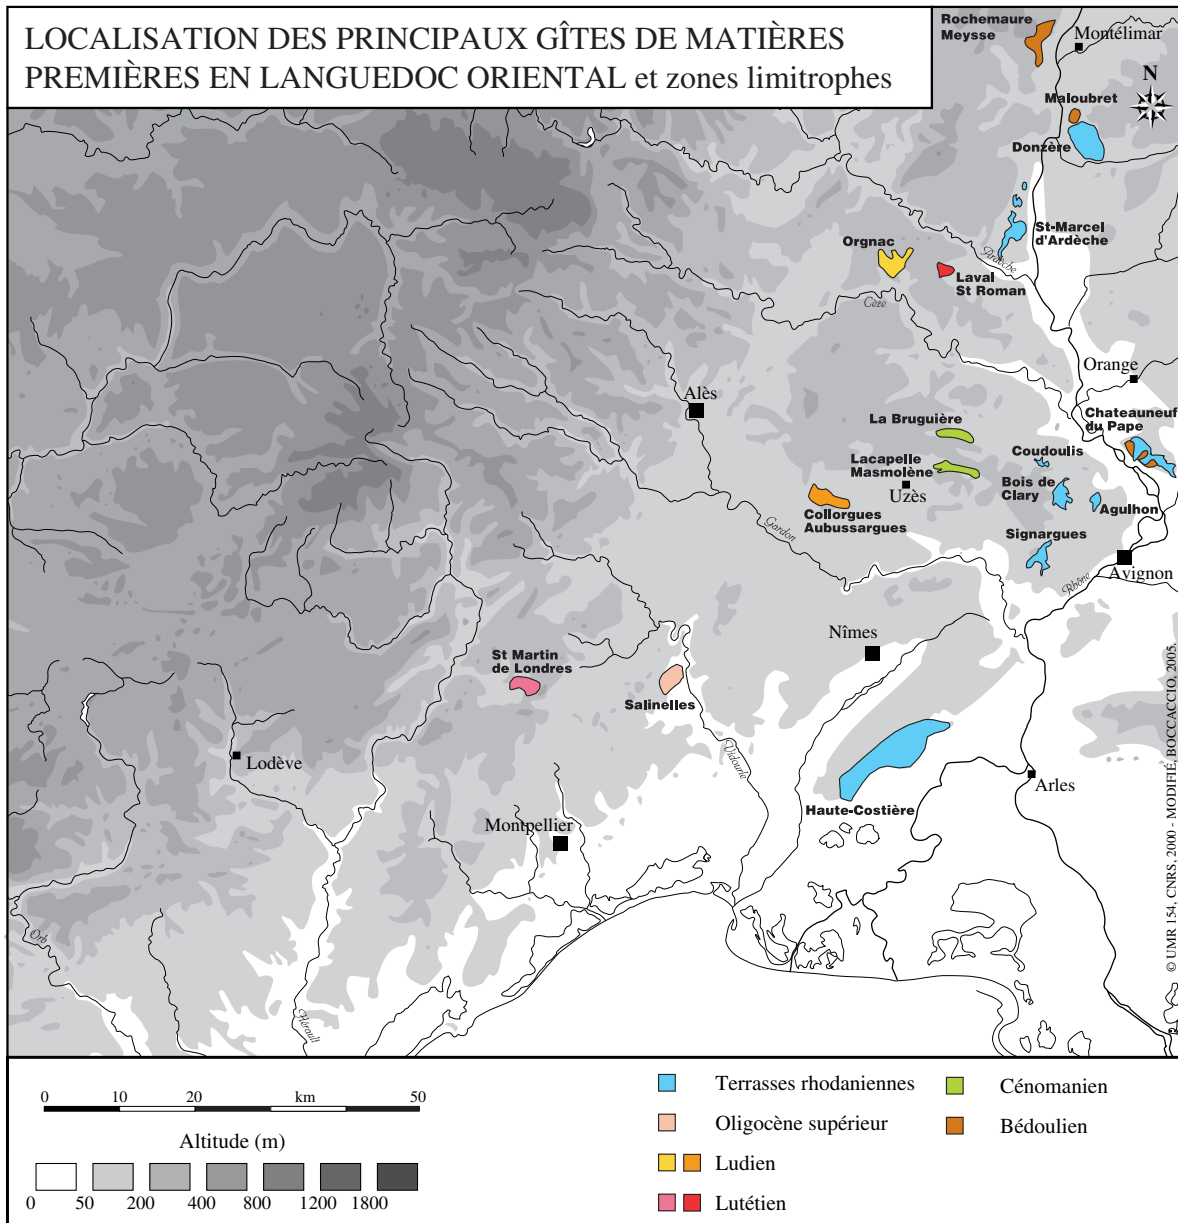 LOCALISATION DES PRINCIPAUX GÎTES DE MATIÈRES
PREMIÈRES EN LANGUEDOC ORIENTAL et zones limitrophes
Rochemaure
Meysse
Montélimar
N
Maloubret
Donzère
St-Marcel
d'Ardèche
Orgnac
Ardèche
Laval
St Roman
Cèze
Orange
Alès
Chateauneuf
du Pape
La Bruguière
Coudoulis
Lacapelle
Masmolène
Bois de
Clary
Uzès
Agulhon
Collorgues
Aubussargues
Gardon
Signargues
Avignon
Rhône
Nîmes
St Martin
de Londres
Salinelles
Vidourle
Lodève
Arles
Haute-Costière
Montpellier
Orb
Hérault
© UMR 154, CNRS, 2000 - MODIFIÉ, BOCCACCIO, 2005.
0 10 20 km 50
Altitude (m)
0 50 200 400 800 1200 1800
Terrasses rhodaniennes
Oligocène supérieur
Ludien
Lutétien
Cénomanien
Bédoulien